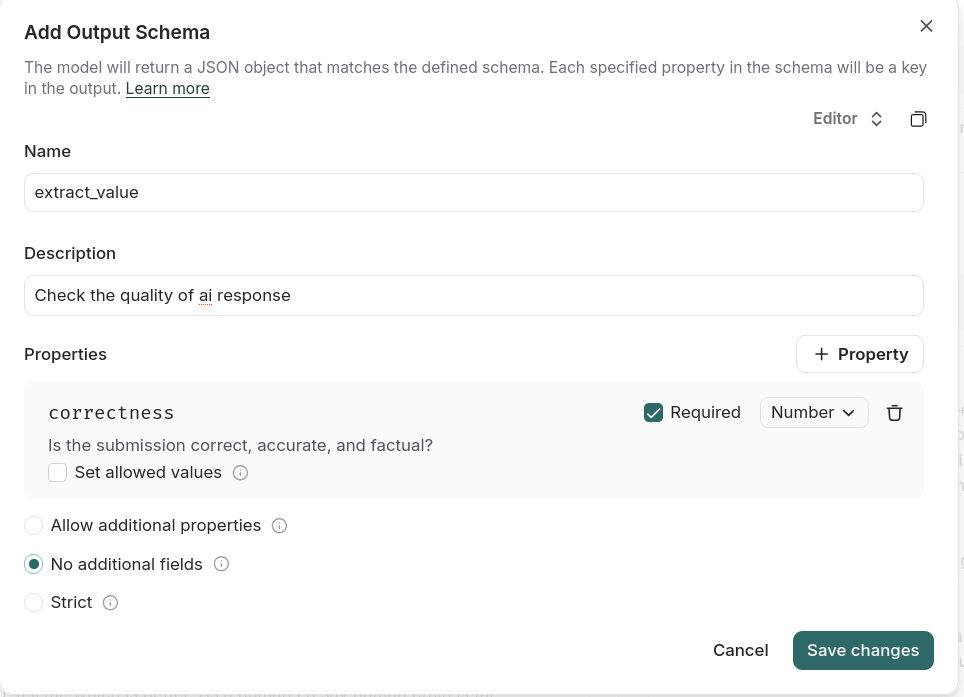 Add Output Schema
The model will return a JSON object that matches the defined schema. Each specified property in the schema will be a key
in the output. Learn more
Editor
Name
extract_value
Description
Check the quality of ai response
Properties
Property
correctness
Required
Number
Is the submission correct, accurate, and factual?
Set allowed values
Allow additional properties
No additional fields
Strict
Cancel
Save changes